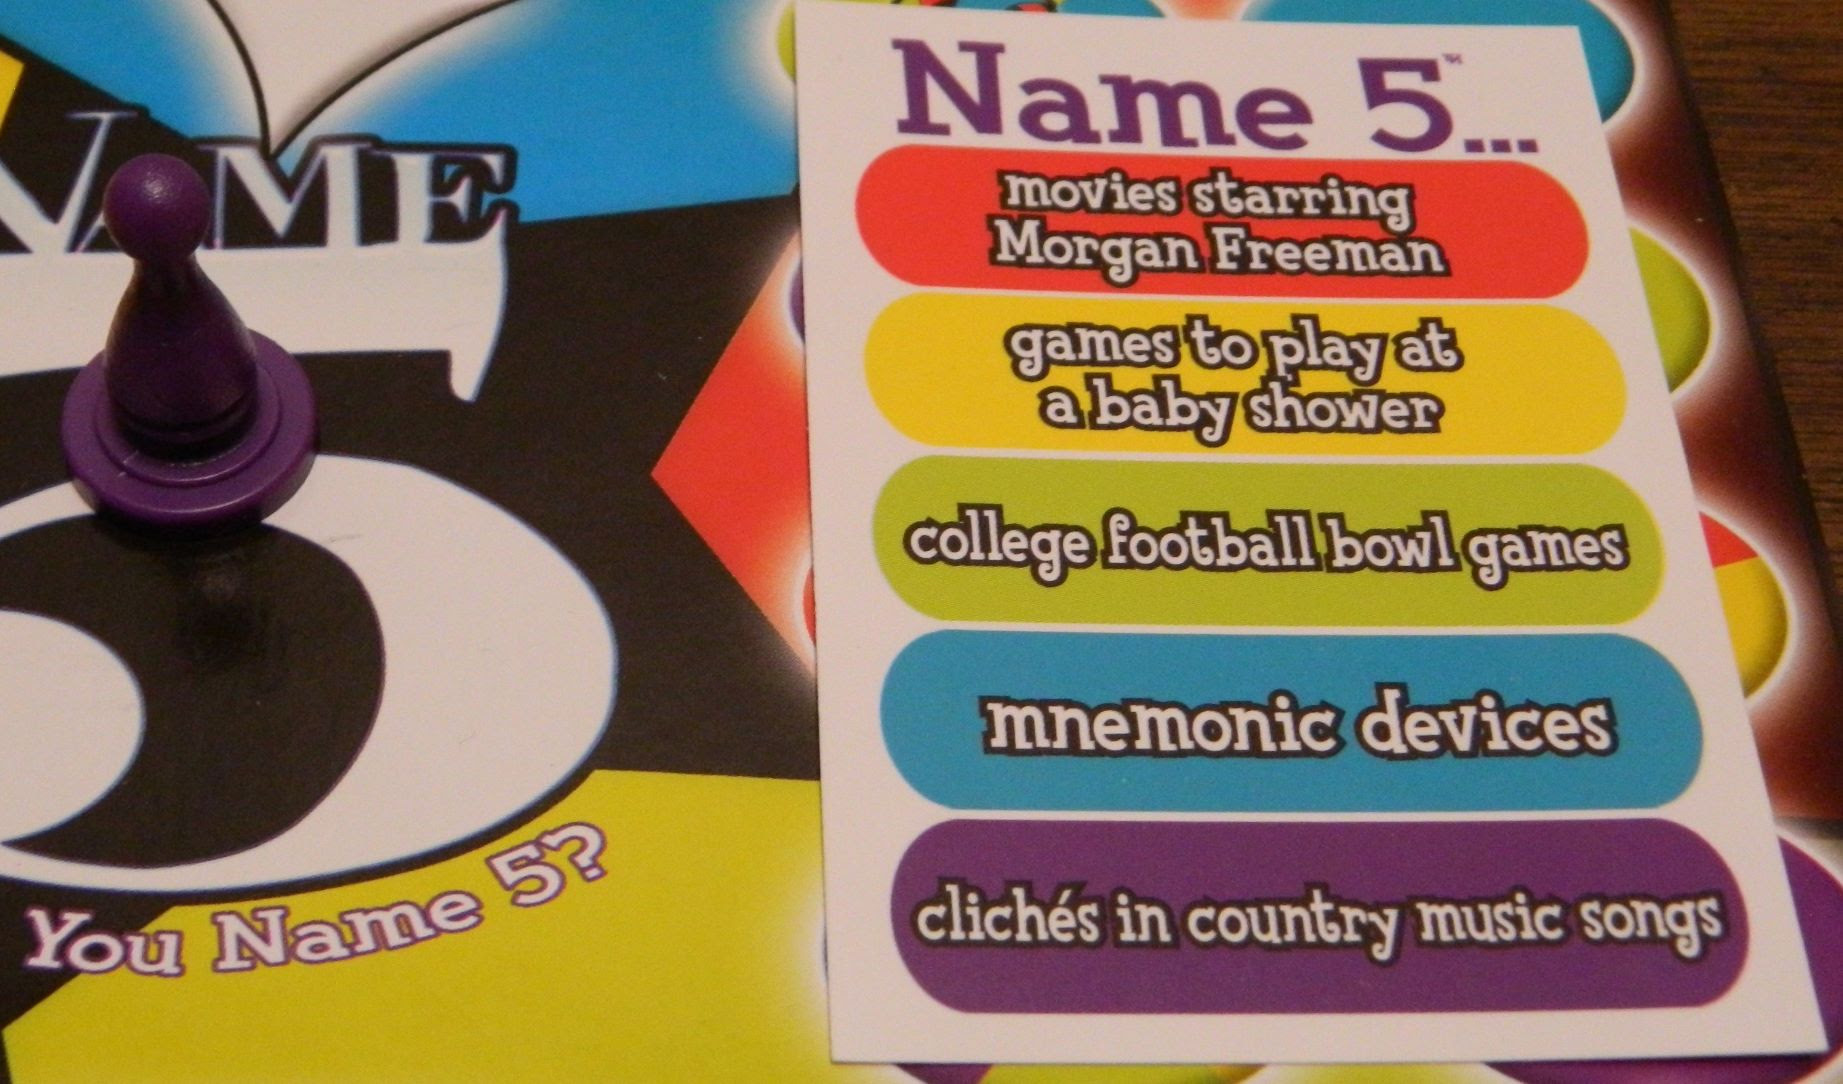 NAME
You Name 5?
Name 5™...
movies starring
Morgan Freeman
games to play at
a baby shower
college football bowl games
mnemonic devices
clichés in country music songs